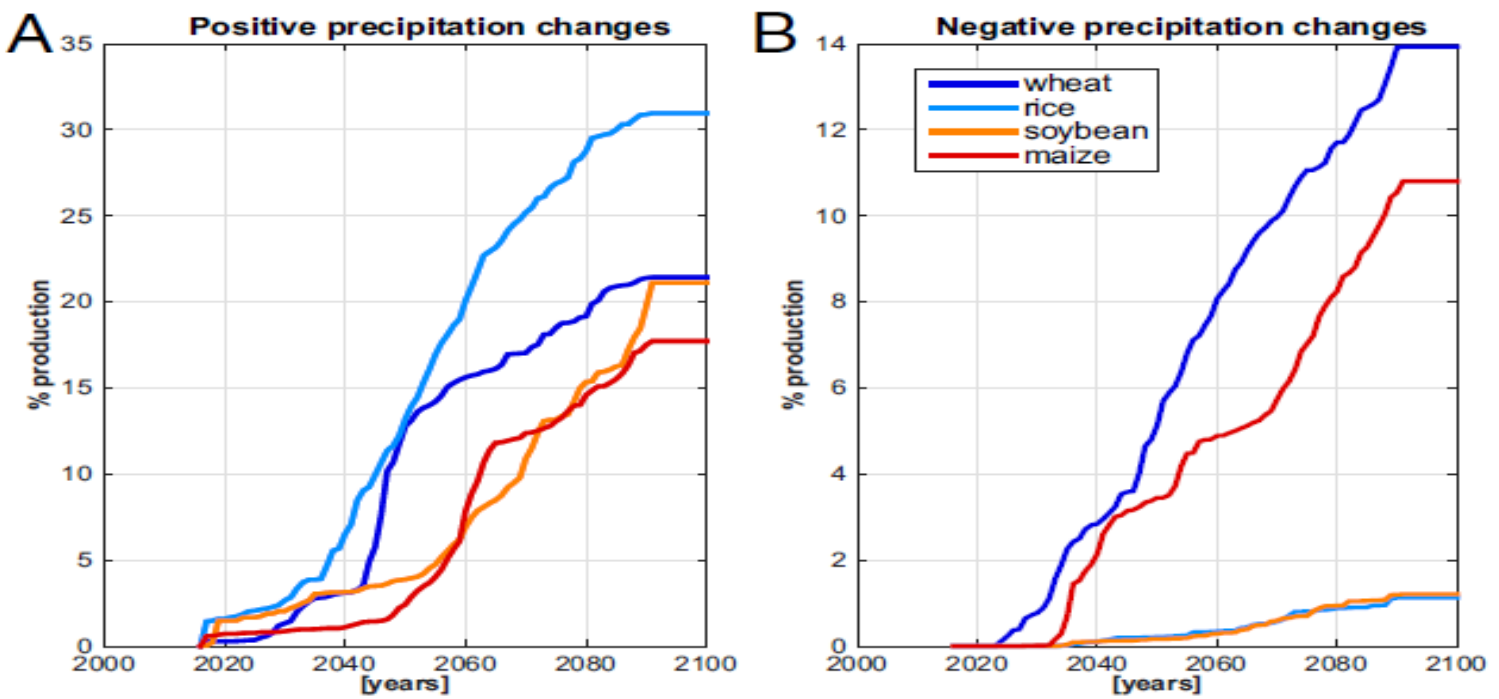 A
Positive precipitation changes
35
30
25
20
15
10
5
0
% production
2000 2020 2040 2060 2080 2100
[years]
B
Negative precipitation changes
14
12
10
8
6
4
2
0
% production
wheat
rice
soybean
maize
2000 2020 2040 2060 2080 2100
[years]